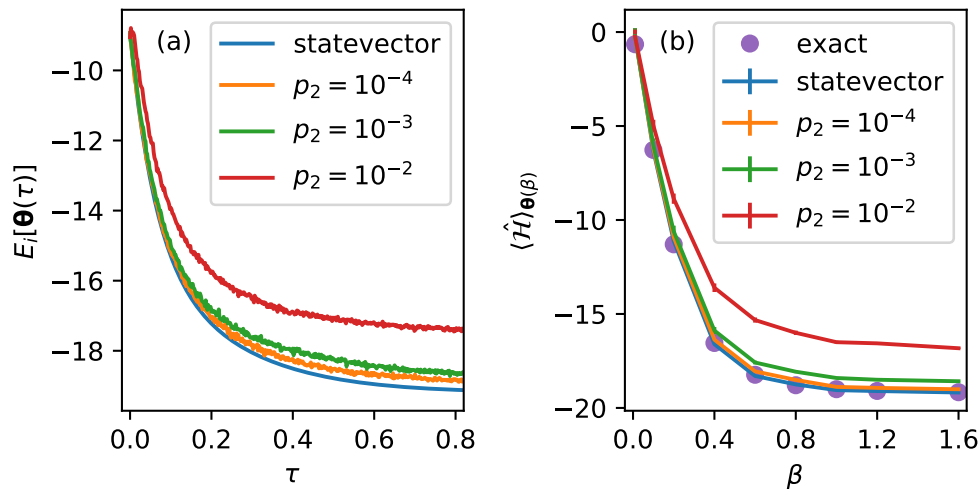 (a)
statevector
p₂ = 10⁻⁴
p₂ = 10⁻³
p₂ = 10⁻²
−10
−12
−14
−16
−18
0.0 0.2 0.4 0.6 0.8
τ
E_i[𝛉(τ)]
(b)
exact
statevector
p₂ = 10⁻⁴
p₂ = 10⁻³
p₂ = 10⁻²
0
−5
−10
−15
−20
0.0 0.4 0.8 1.2 1.6
β
⟨ℋ̂⟩_𝛉(β)